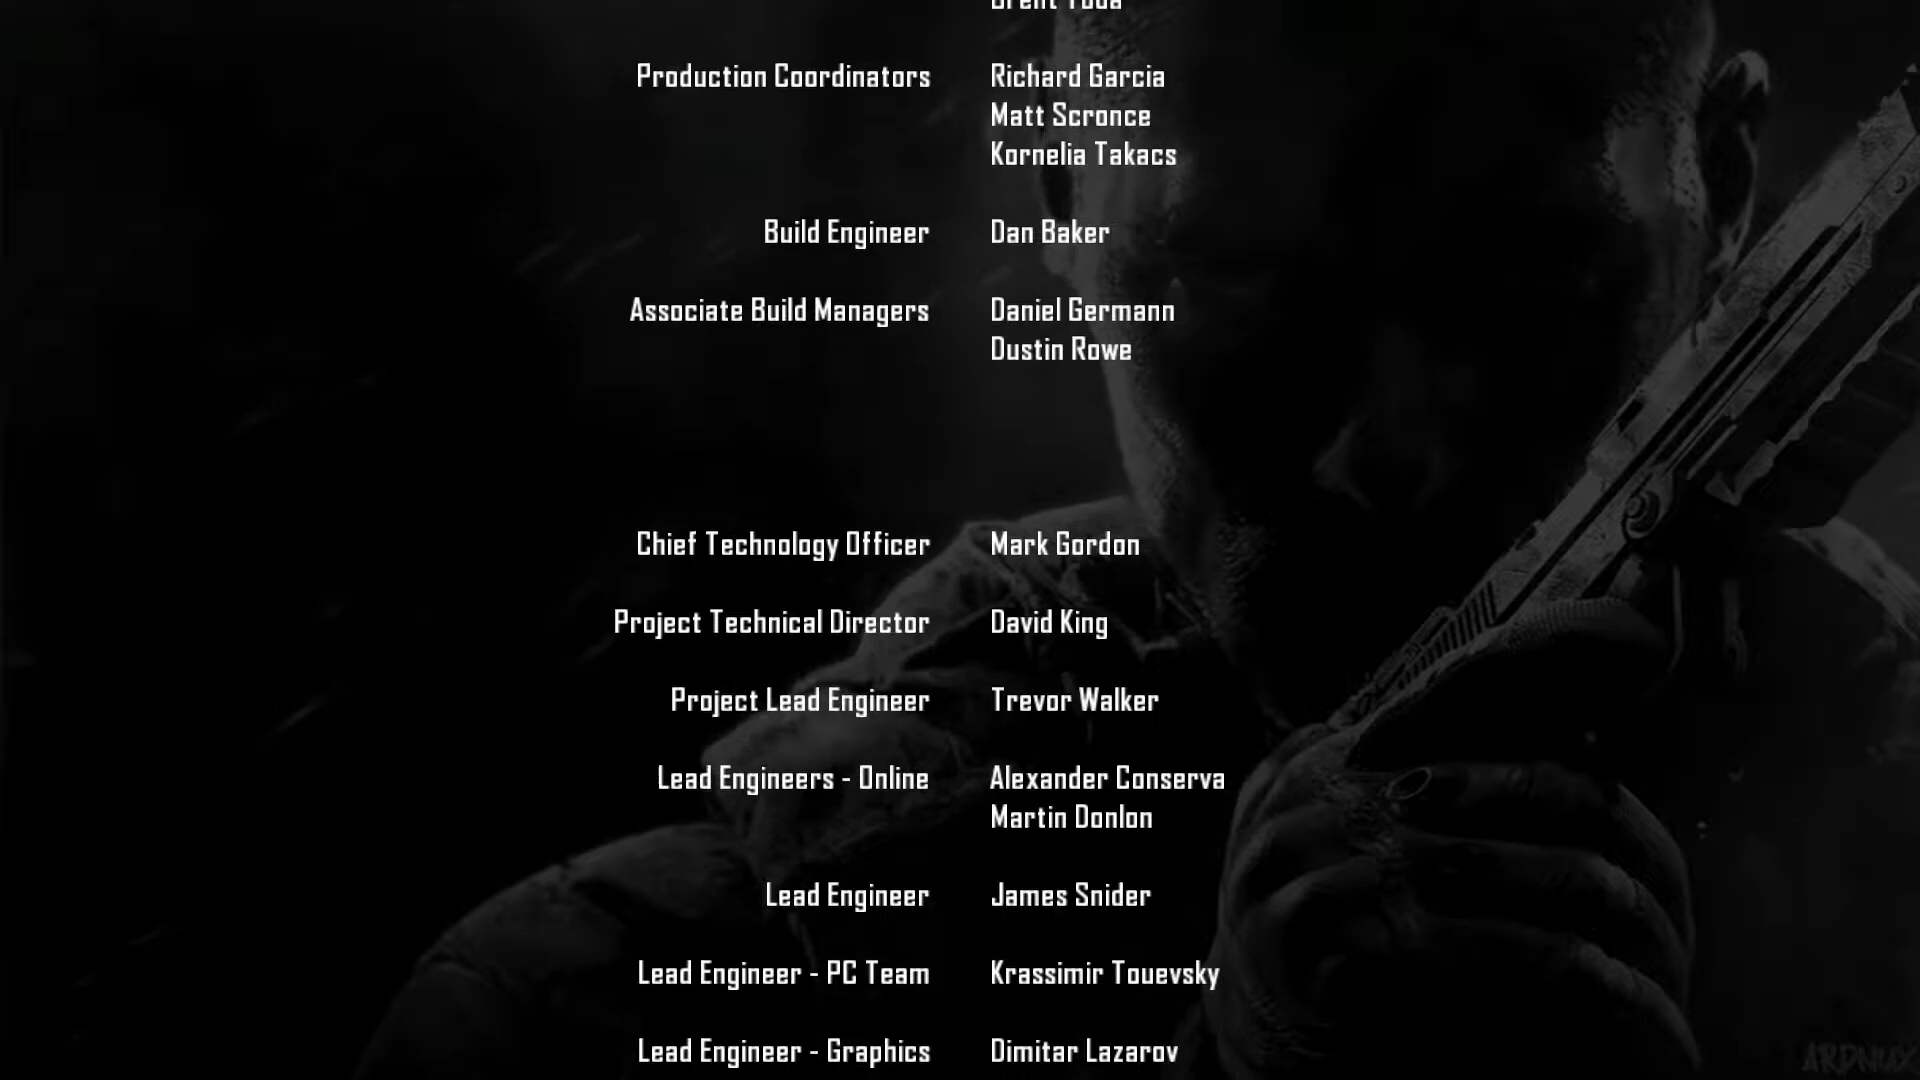 Brent Toda
Production Coordinators Richard Garcia
Matt Scronce
Kornelia Takacs
Build Engineer Dan Baker
Associate Build Managers Daniel Germann
Dustin Rowe
Chief Technology Officer Mark Gordon
Project Technical Director David King
Project Lead Engineer Trevor Walker
Lead Engineers - Online Alexander Conserva
Martin Donlon
Lead Engineer James Snider
Lead Engineer - PC Team Krassimir Touevsky
Lead Engineer - Graphics Dimitar Lazarov